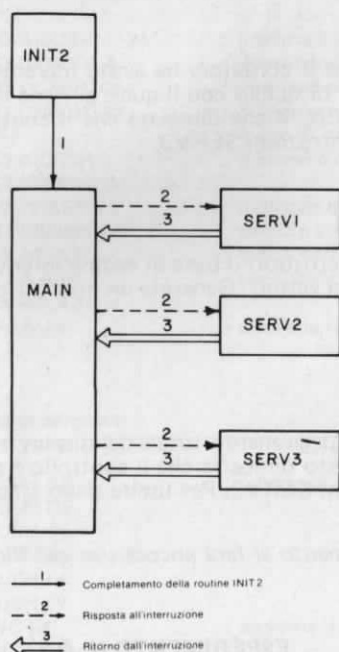 INIT2
1
MAIN
2
3
SERV1
2
3
SERV2
2
3
SERV3
1
Completamento della routine INIT2
2
Risposta all'interruzione
3
Ritorno dall'interruzione